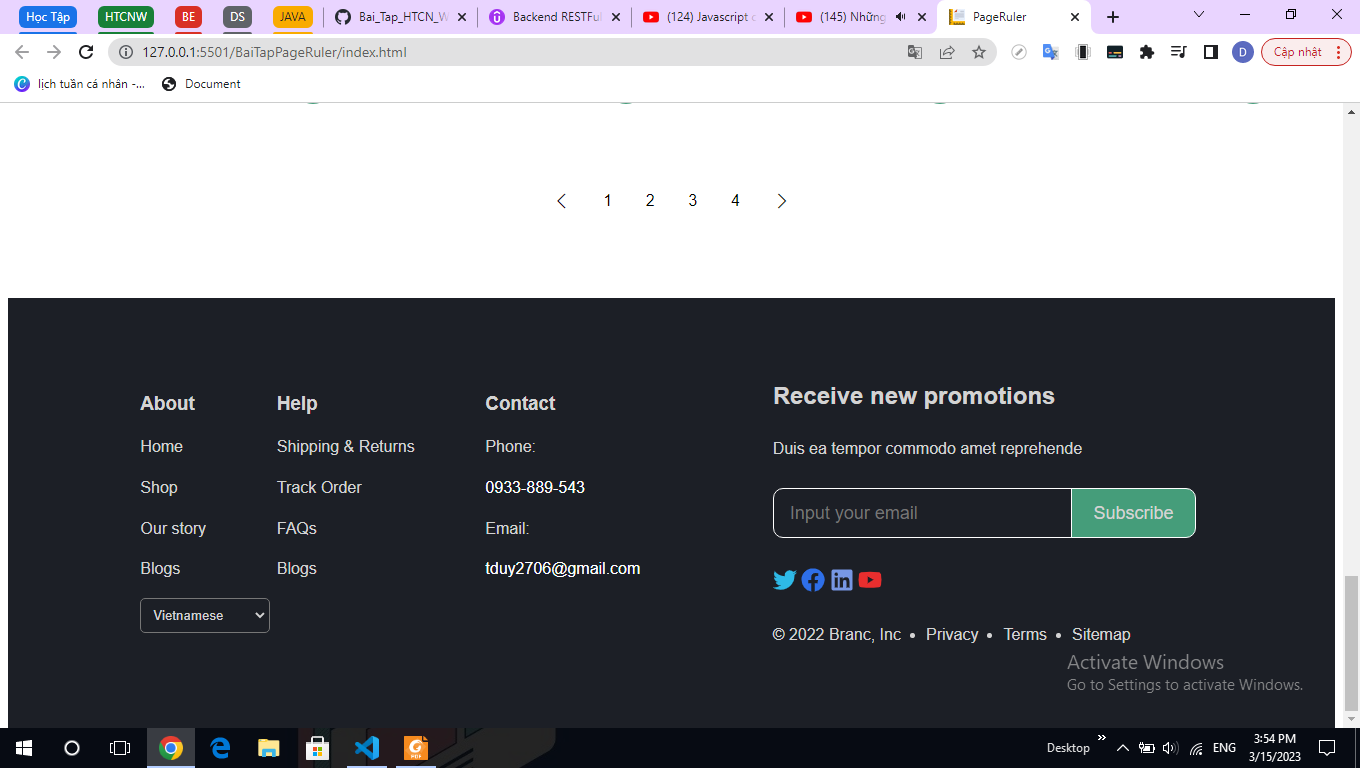 Học Tập HTCNW BE DS JAVA Bai_Tap_HTCN_W Backend RESTFul (124) Javascript c (145) Những PageRuler
127.0.0.1:5501/BaiTapPageRuler/index.html Cập nhật
lịch tuần cá nhân -... Document
1 2 3 4
About
Home
Shop
Our story
Blogs
Vietnamese
Help
Shipping & Returns
Track Order
FAQs
Blogs
Contact
Phone:
0933-889-543
Email:
tduy2706@gmail.com
Receive new promotions
Duis ea tempor commodo amet reprehende
Input your email Subscribe
© 2022 Branc, Inc • Privacy • Terms • Sitemap
Activate Windows
Go to Settings to activate Windows.
Desktop ENG 3:54 PM
3/15/2023